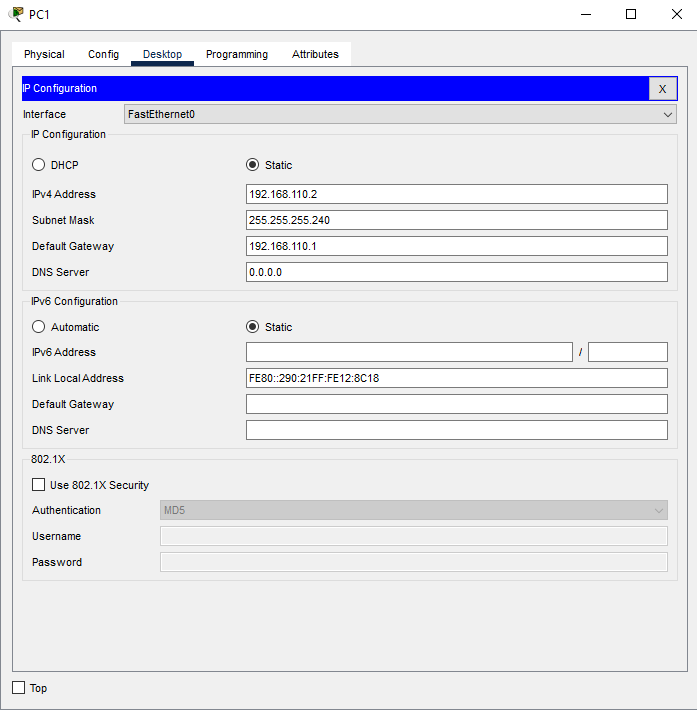 PC1
Physical Config Desktop Programming Attributes
IP Configuration X
Interface FastEthernet0
IP Configuration
DHCP Static
IPv4 Address 192.168.110.2
Subnet Mask 255.255.255.240
Default Gateway 192.168.110.1
DNS Server 0.0.0.0
IPv6 Configuration
Automatic Static
IPv6 Address /
Link Local Address FE80::290:21FF:FE12:8C18
Default Gateway
DNS Server
802.1X
Use 802.1X Security
Authentication MD5
Username
Password
Top